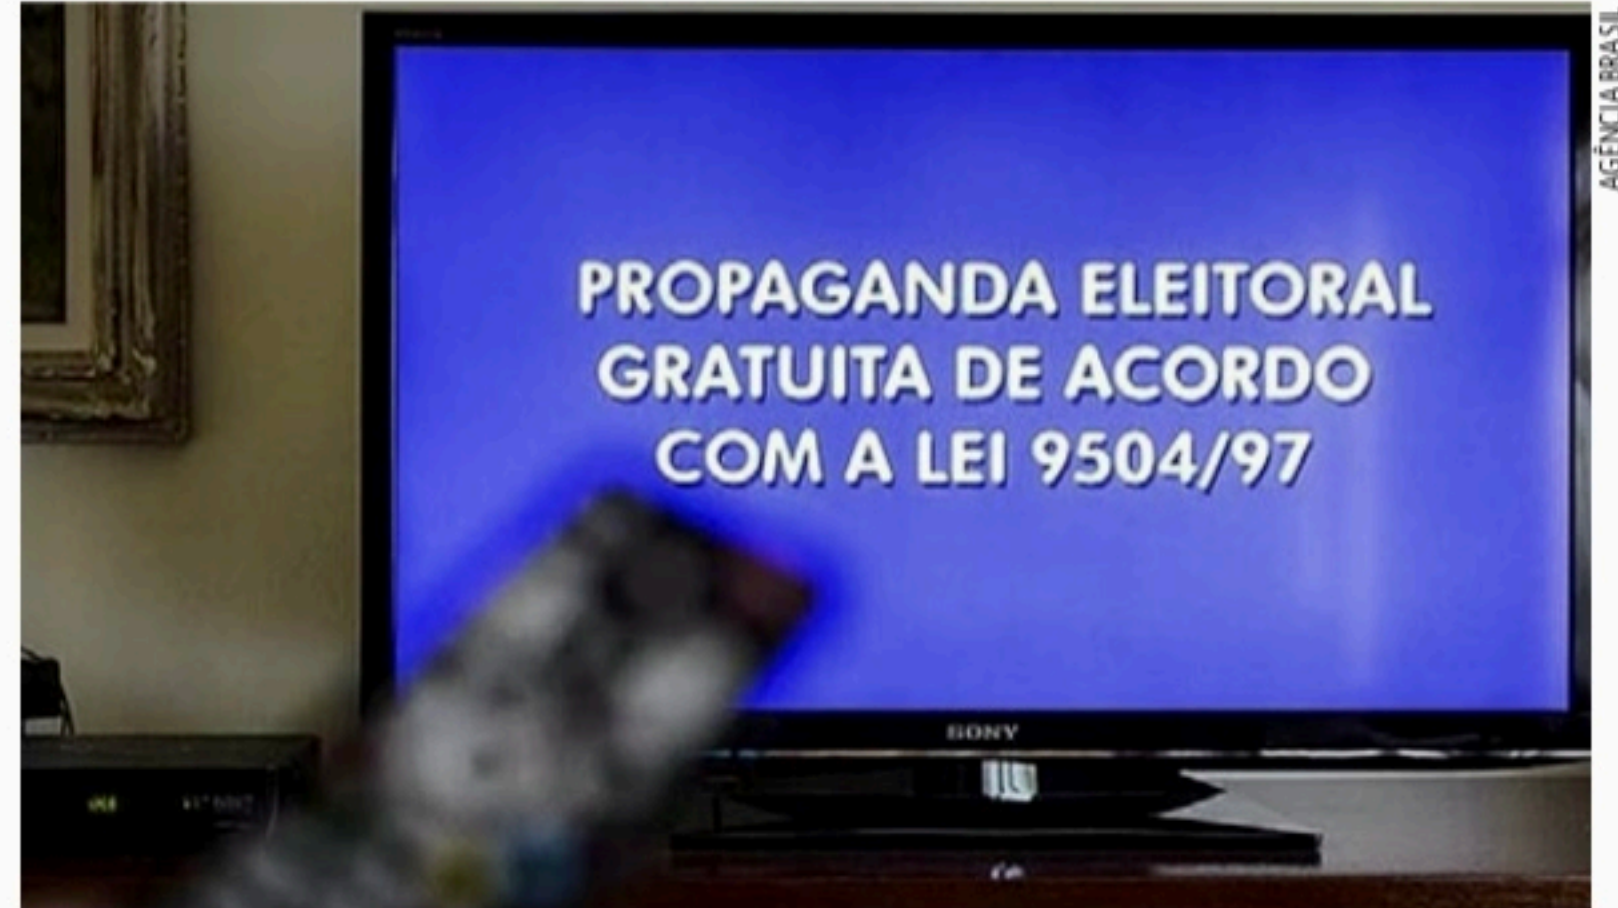 PROPAGANDA ELEITORAL
GRATUITA DE ACORDO
COM A LEI 9504/97
SONY
AGÊNCIA BRASIL